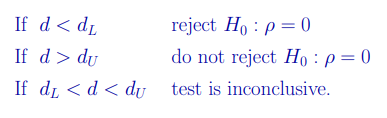 If d < d_L reject H_0 : ρ = 0
If d > d_U do not reject H_0 : ρ = 0
If d_L < d < d_U test is inconclusive.